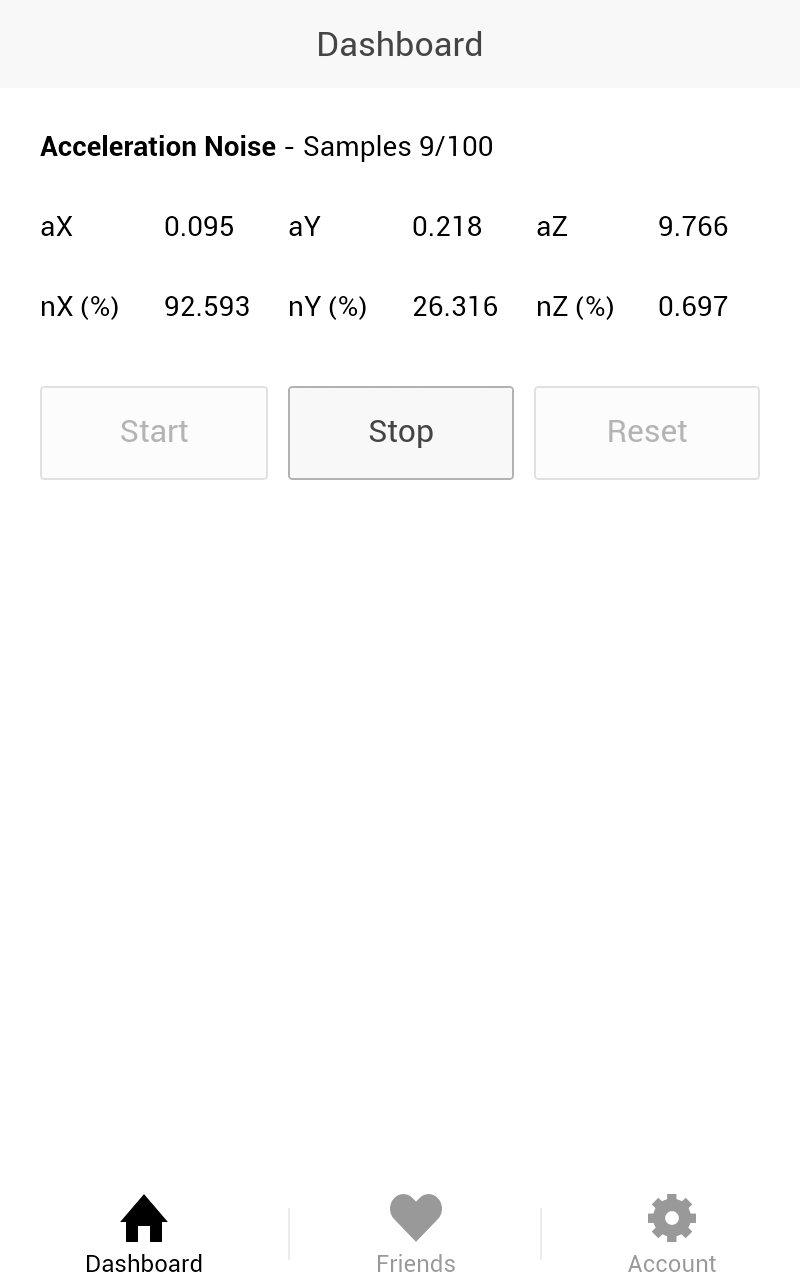 Dashboard
Acceleration Noise - Samples 9/100
aX 0.095 aY 0.218 aZ 9.766
nX (%) 92.593 nY (%) 26.316 nZ (%) 0.697
Start Stop Reset
Dashboard Friends Account